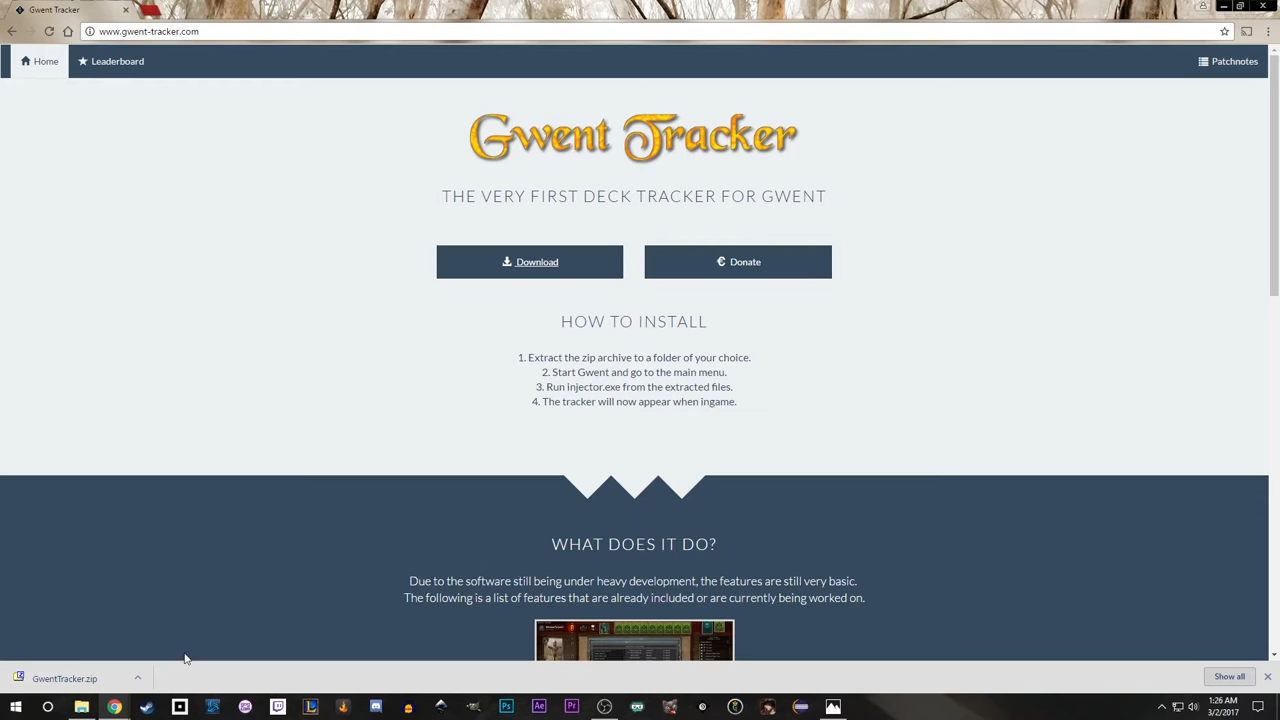 Gwent Tracker
www.gwent-tracker.com
Home
Leaderboard
Patchnotes
Gwent Tracker
THE VERY FIRST DECK TRACKER FOR GWENT
Download
Donate
HOW TO INSTALL
1. Extract the zip archive to a folder of your choice.
2. Start Gwent and go to the main menu.
3. Run injector.exe from the extracted files.
4. The tracker will now appear when ingame.
WHAT DOES IT DO?
Due to the software still being under heavy development, the features are still very basic.
The following is a list of features that are already included or are currently being worked on.
GwentTracker.zip
Show all
Ps
Ae
Pr
1:26 AM
3/2/2017